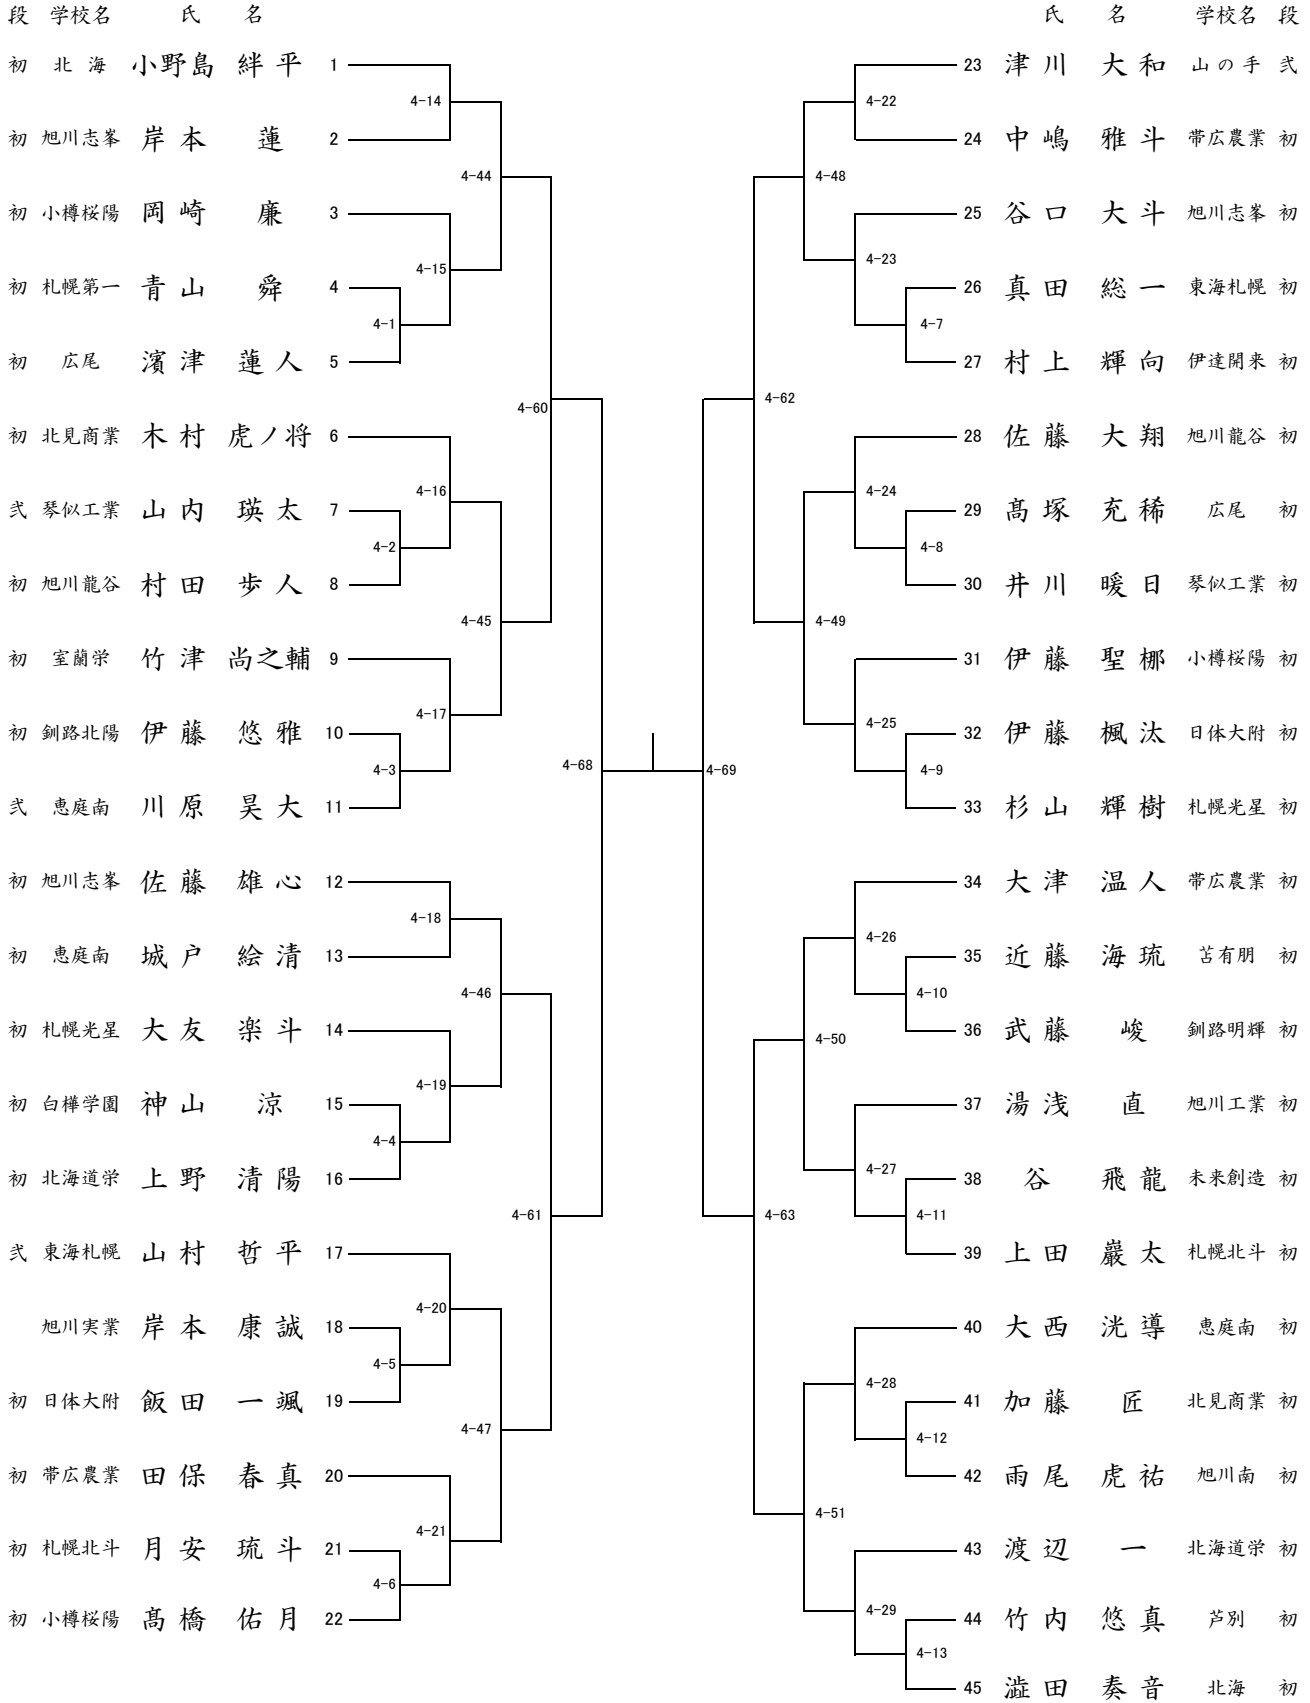 段 学校名 氏 名
初 北海 小野島 絆平 1
4-14
初 旭川志峯 岸本 蓮 2
4-44
初 小樽桜陽 岡崎 廉 3
4-15
初 札幌第一 青山 舜 4
4-1
初 広尾 濱津 蓮人 5
4-60
初 北見商業 木村 虎ノ将 6
4-16
弐 琴似工業 山内 瑛太 7
4-2
初 旭川龍谷 村田 歩人 8
4-45
初 室蘭栄 竹津 尚之輔 9
4-17
初 釧路北陽 伊藤 悠雅 10
4-3
4-68
弐 恵庭南 川原 昊大 11
初 旭川志峯 佐藤 雄心 12
4-18
初 恵庭南 城戸 絵清 13
4-46
初 札幌光星 大友 楽斗 14
4-19
初 白樺学園 神山 涼 15
4-4
初 北海道栄 上野 清陽 16
4-61
弐 東海札幌 山村 哲平 17
4-20
旭川実業 岸本 康誠 18
4-5
初 日体大附 飯田 一颯 19
4-47
初 帯広農業 田保 春真 20
4-21
初 札幌北斗 月安 琉斗 21
4-6
初 小樽桜陽 髙橋 佑月 22
氏 名 学校名 段
23 津川 大和 山の手 弐
4-22
24 中嶋 雅斗 帯広農業 初
4-48
25 谷口 大斗 旭川志峯 初
4-23
26 真田 総一 東海札幌 初
4-7
27 村上 輝向 伊達開来 初
4-62
28 佐藤 大翔 旭川龍谷 初
4-24
29 髙塚 充稀 広尾 初
4-8
30 井川 暖日 琴似工業 初
4-49
31 伊藤 聖梛 小樽桜陽 初
4-25
32 伊藤 楓汰 日体大附 初
4-9
4-69
33 杉山 輝樹 札幌光星 初
34 大津 温人 帯広農業 初
4-26
35 近藤 海琉 苫有朋 初
4-10
36 武藤 峻 釧路明輝 初
4-50
37 湯浅 直 旭川工業 初
4-27
38 谷 飛龍 未来創造 初
4-11
4-63
39 上田 巌太 札幌北斗 初
40 大西 洸導 恵庭南 初
4-28
41 加藤 匠 北見商業 初
4-12
42 雨尾 虎祐 旭川南 初
4-51
43 渡辺 一 北海道栄 初
4-29
44 竹内 悠真 芦別 初
4-13
45 澁田 奏音 北海 初